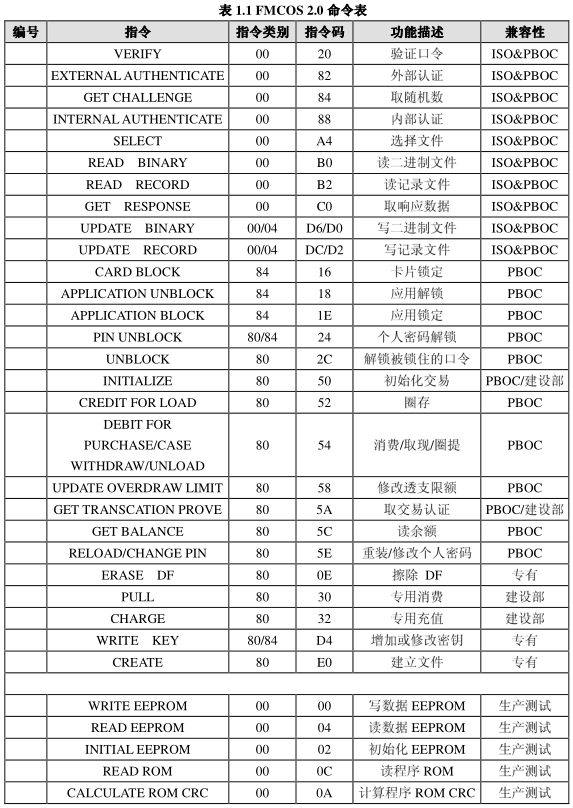 表 1.1 FMCOS 2.0 命令表
编号 指令 指令类别 指令码 功能描述 兼容性
VERIFY 00 20 验证口令 ISO&PBOC
EXTERNAL AUTHENTICATE 00 82 外部认证 ISO&PBOC
GET CHALLENGE 00 84 取随机数 ISO&PBOC
INTERNAL AUTHENTICATE 00 88 内部认证 ISO&PBOC
SELECT 00 A4 选择文件 ISO&PBOC
READ BINARY 00 B0 读二进制文件 ISO&PBOC
READ RECORD 00 B2 读记录文件 ISO&PBOC
GET RESPONSE 00 C0 取响应数据 ISO&PBOC
UPDATE BINARY 00/04 D6/D0 写二进制文件 ISO&PBOC
UPDATE RECORD 00/04 DC/D2 写记录文件 ISO&PBOC
CARD BLOCK 84 16 卡片锁定 PBOC
APPLICATION UNBLOCK 84 18 应用解锁 PBOC
APPLICATION BLOCK 84 1E 应用锁定 PBOC
PIN UNBLOCK 80/84 24 个人密码解锁 PBOC
UNBLOCK 80 2C 解锁被锁住的口令 PBOC
INITIALIZE 80 50 初始化交易 PBOC/建设部
CREDIT FOR LOAD 80 52 圈存 PBOC
DEBIT FOR
PURCHASE/CASE 80 54 消费/取现/圈提 PBOC
WITHDRAW/UNLOAD
UPDATE OVERDRAW LIMIT 80 58 修改透支限额 PBOC
GET TRANSCATION PROVE 80 5A 取交易认证 PBOC/建设部
GET BALANCE 80 5C 读余额 PBOC
RELOAD/CHANGE PIN 80 5E 重装/修改个人密码 PBOC
ERASE DF 80 0E 擦除 DF 专有
PULL 80 30 专用消费 建设部
CHARGE 80 32 专用充值 建设部
WRITE KEY 80/84 D4 增加或修改密钥 专有
CREATE 80 E0 建立文件 专有
WRITE EEPROM 00 00 写数据 EEPROM 生产测试
READ EEPROM 00 04 读数据 EEPROM 生产测试
INITIAL EEPROM 00 02 初始化 EEPROM 生产测试
READ ROM 00 0C 读程序 ROM 生产测试
CALCULATE ROM CRC 00 0A 计算程序 ROM CRC 生产测试